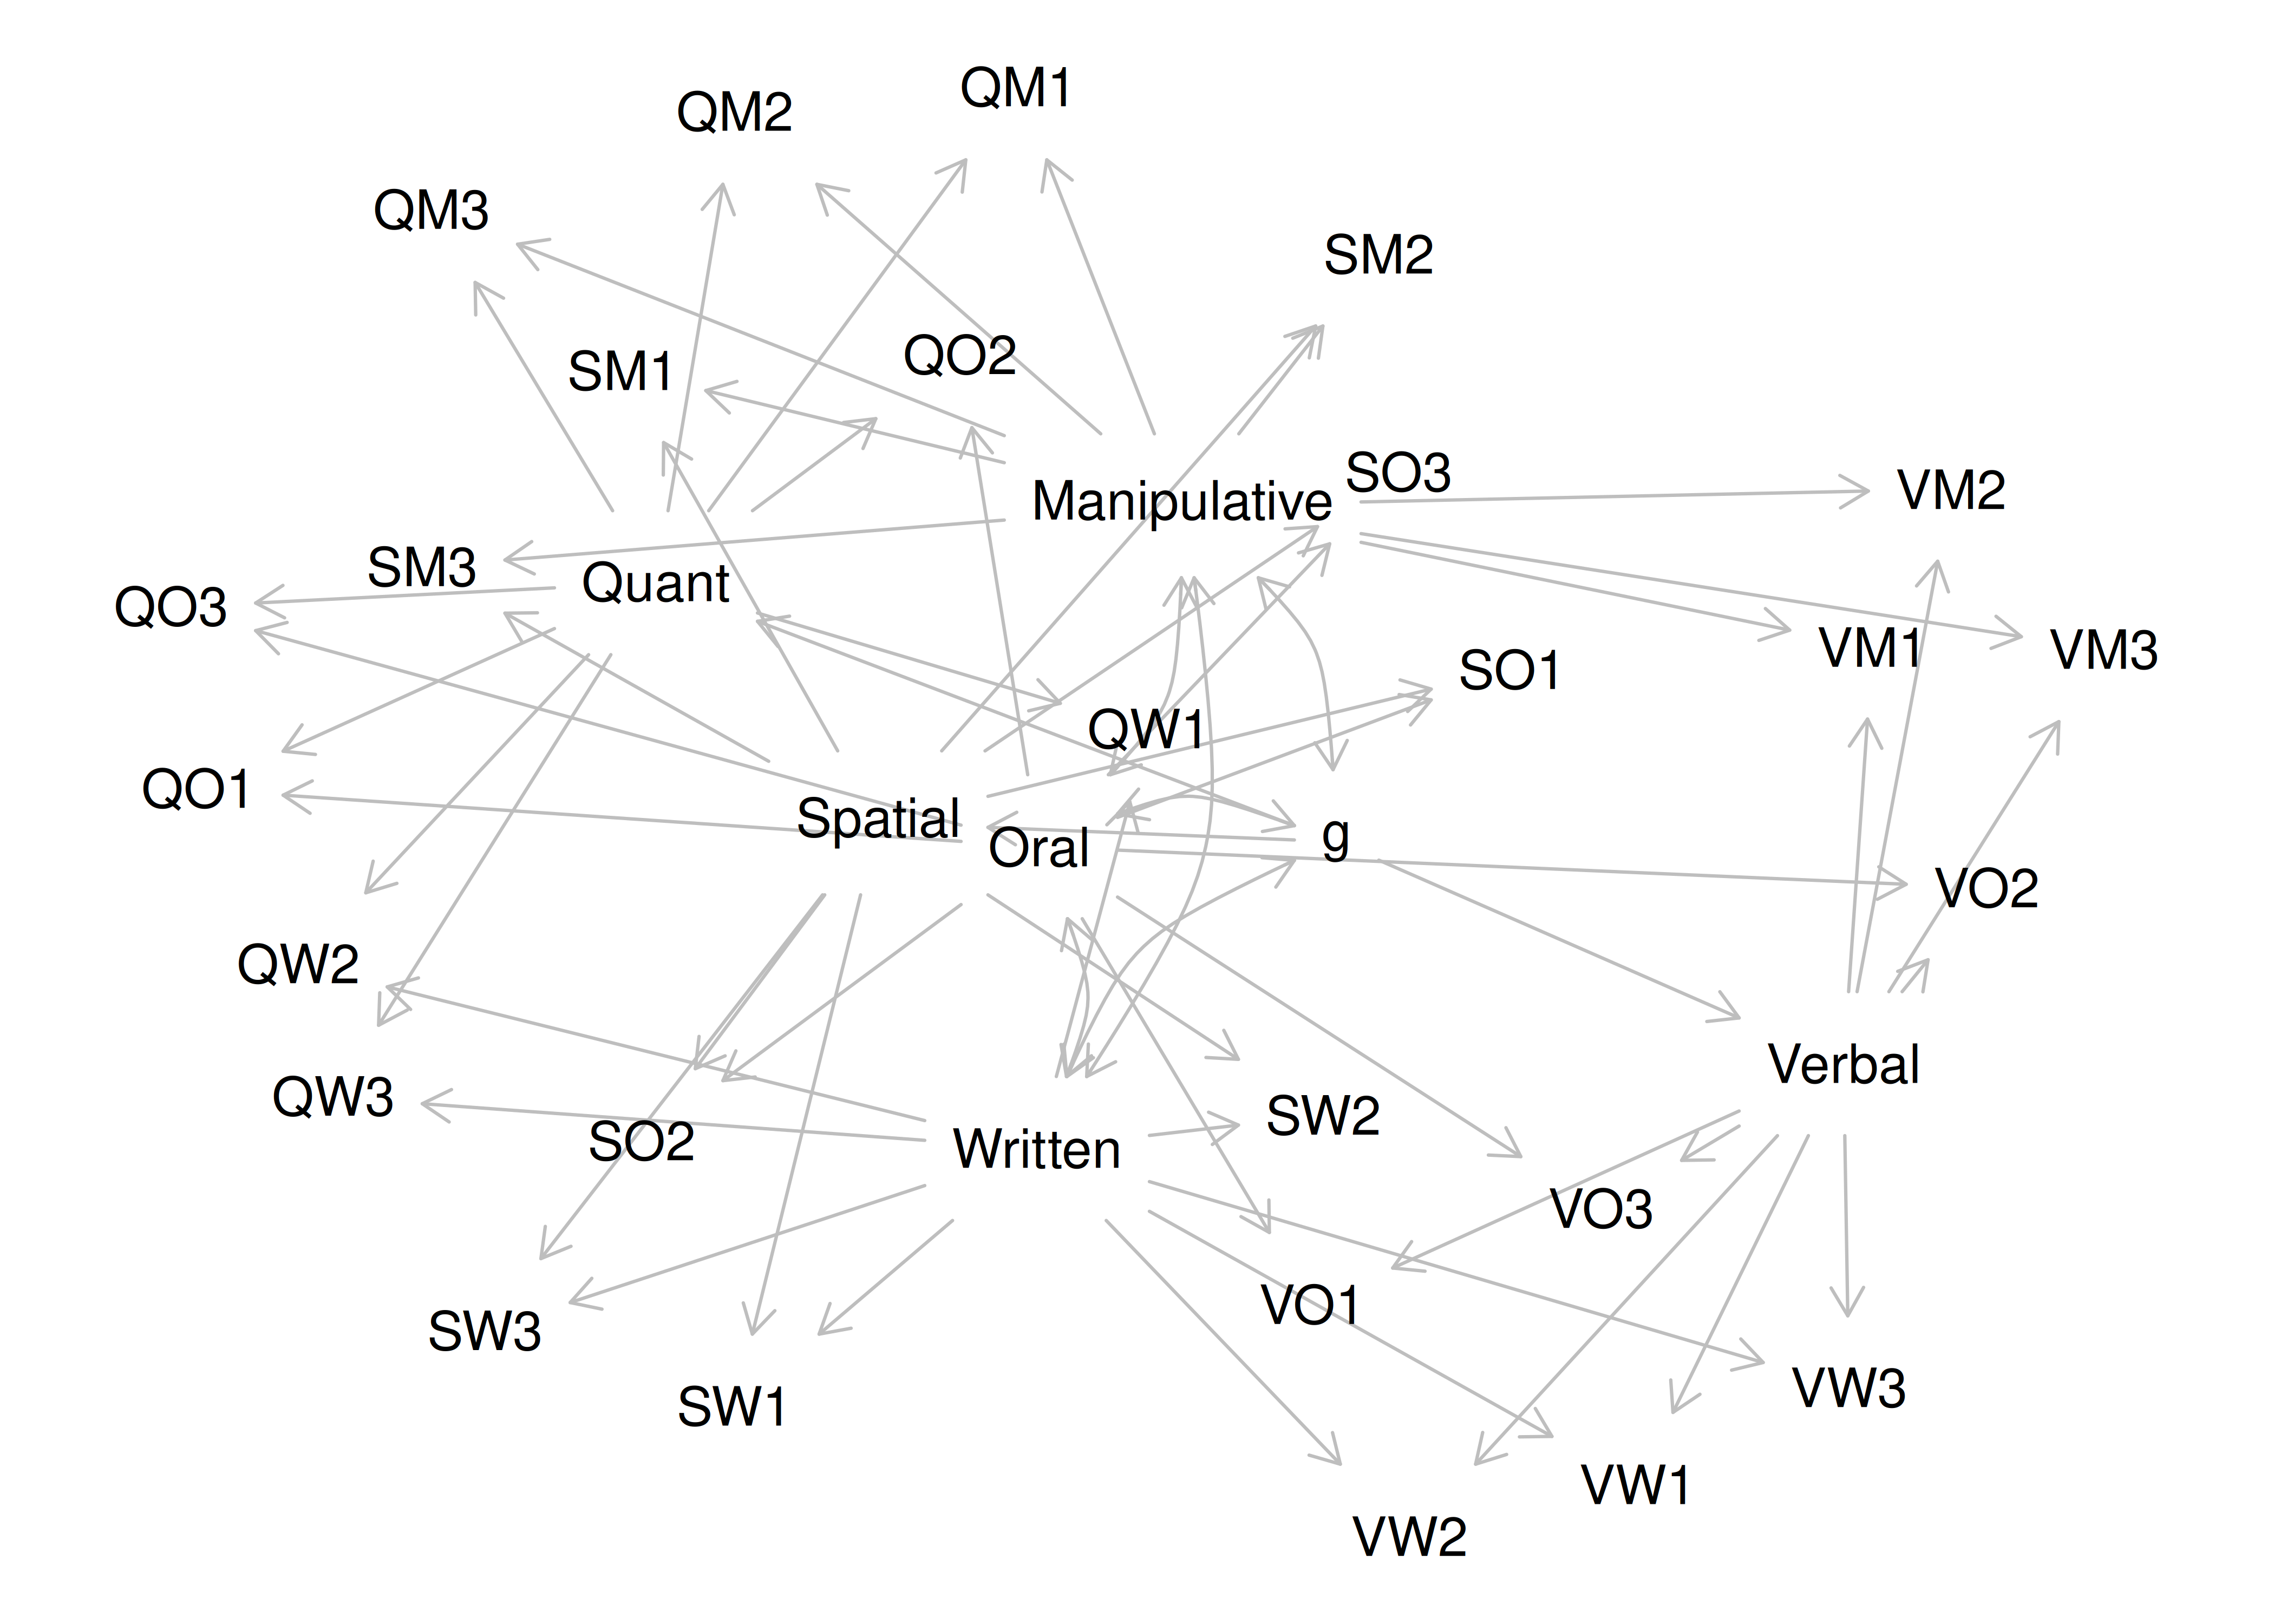 QM1
QM2
QM3
SM2
QO2
SM1
SO3
VM2
Manipulative
SM3
Quant
QO3
VM1
VM3
SO1
QW1
QO1
Spatial
g
Oral
VO2
QW2
Verbal
QW3
SW2
SO2
Written
VO3
VO1
SW3
VW3
SW1
VW1
VW2